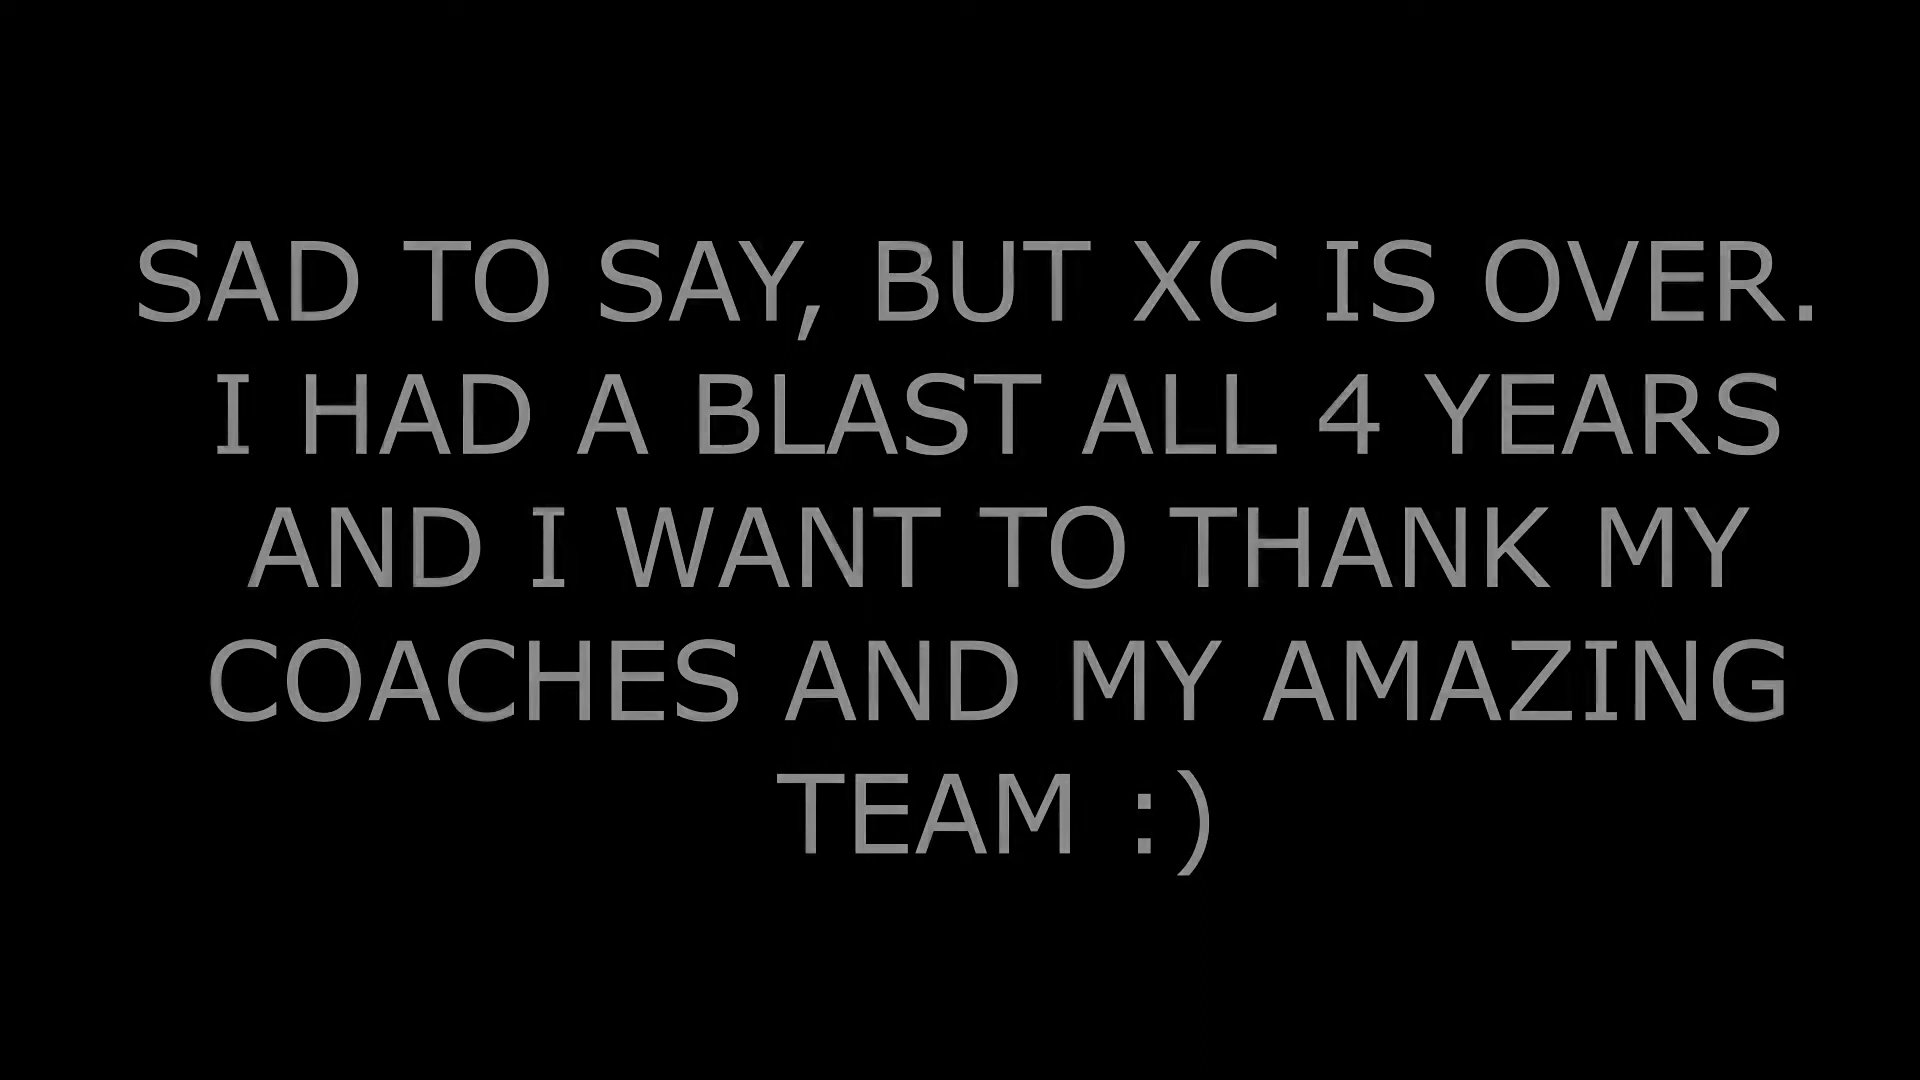 SAD TO SAY, BUT XC IS OVER.
I HAD A BLAST ALL 4 YEARS
AND I WANT TO THANK MY
COACHES AND MY AMAZING
TEAM :)